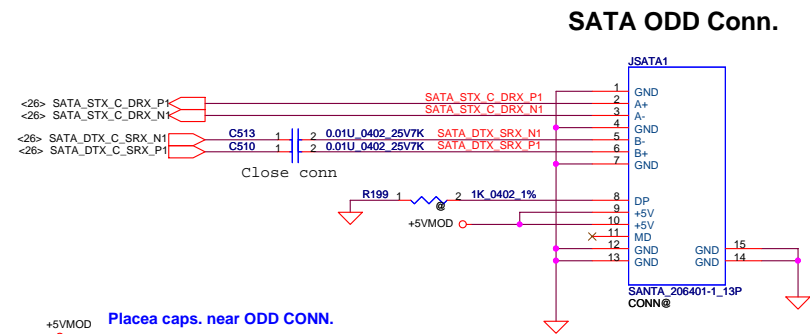 SATA ODD Conn.
JSATA1
<26> SATA_STX_C_DRX_P1 SATA_STX_C_DRX_P1 1 GND
<26> SATA_STX_C_DRX_N1 SATA_STX_C_DRX_N1 2 A+
3 A-
4 GND
<26> SATA_DTX_C_SRX_N1 C513 1 2 0.01U_0402_25V7K SATA_DTX_SRX_N1 5 B-
<26> SATA_DTX_C_SRX_P1 C510 1 2 0.01U_0402_25V7K SATA_DTX_SRX_P1 6 B+
7 GND
Close conn
R199 1 2 1K_0402_1% 8 DP
@
9 +5V
+5VMOD 10 +5V
11 MD
12 GND GND 15
13 GND GND 14
SANTA_206401-1_13P
CONN@
+5VMOD Placea caps. near ODD CONN.